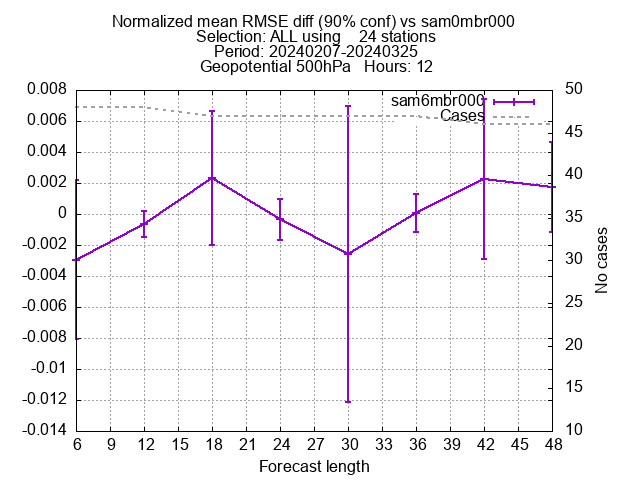 Normalized mean RMSE diff (90% conf) vs sam0mbr000
Selection: ALL using    24 stations
Period: 20240207-20240325
Geopotential 500hPa   Hours: 12
sam6mbr000
Cases
0.008
0.006
0.004
0.002
0
-0.002
-0.004
-0.006
-0.008
-0.01
-0.012
-0.014
50
45
40
35
30
25
20
15
10
No cases
6 9 12 15 18 21 24 27 30 33 36 39 42 45 48
Forecast length